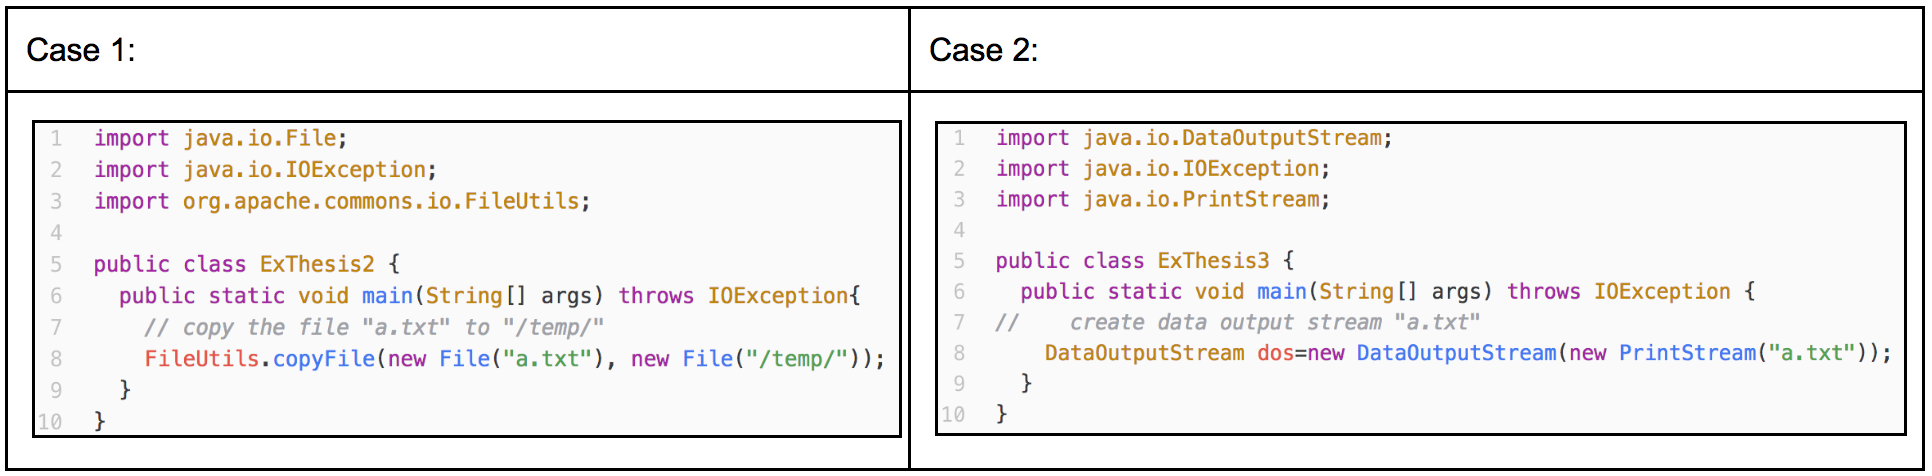 Case 1:
1 import java.io.File;
2 import java.io.IOException;
3 import org.apache.commons.io.FileUtils;
4
5 public class ExThesis2 {
6 public static void main(String[] args) throws IOException{
7 // copy the file "a.txt" to "/temp/"
8 FileUtils.copyFile(new File("a.txt"), new File("/temp/"));
9 }
10 }
Case 2:
1 import java.io.DataOutputStream;
2 import java.io.IOException;
3 import java.io.PrintStream;
4
5 public class ExThesis3 {
6 public static void main(String[] args) throws IOException {
7 // create data output stream "a.txt"
8 DataOutputStream dos=new DataOutputStream(new PrintStream("a.txt"));
9 }
10 }